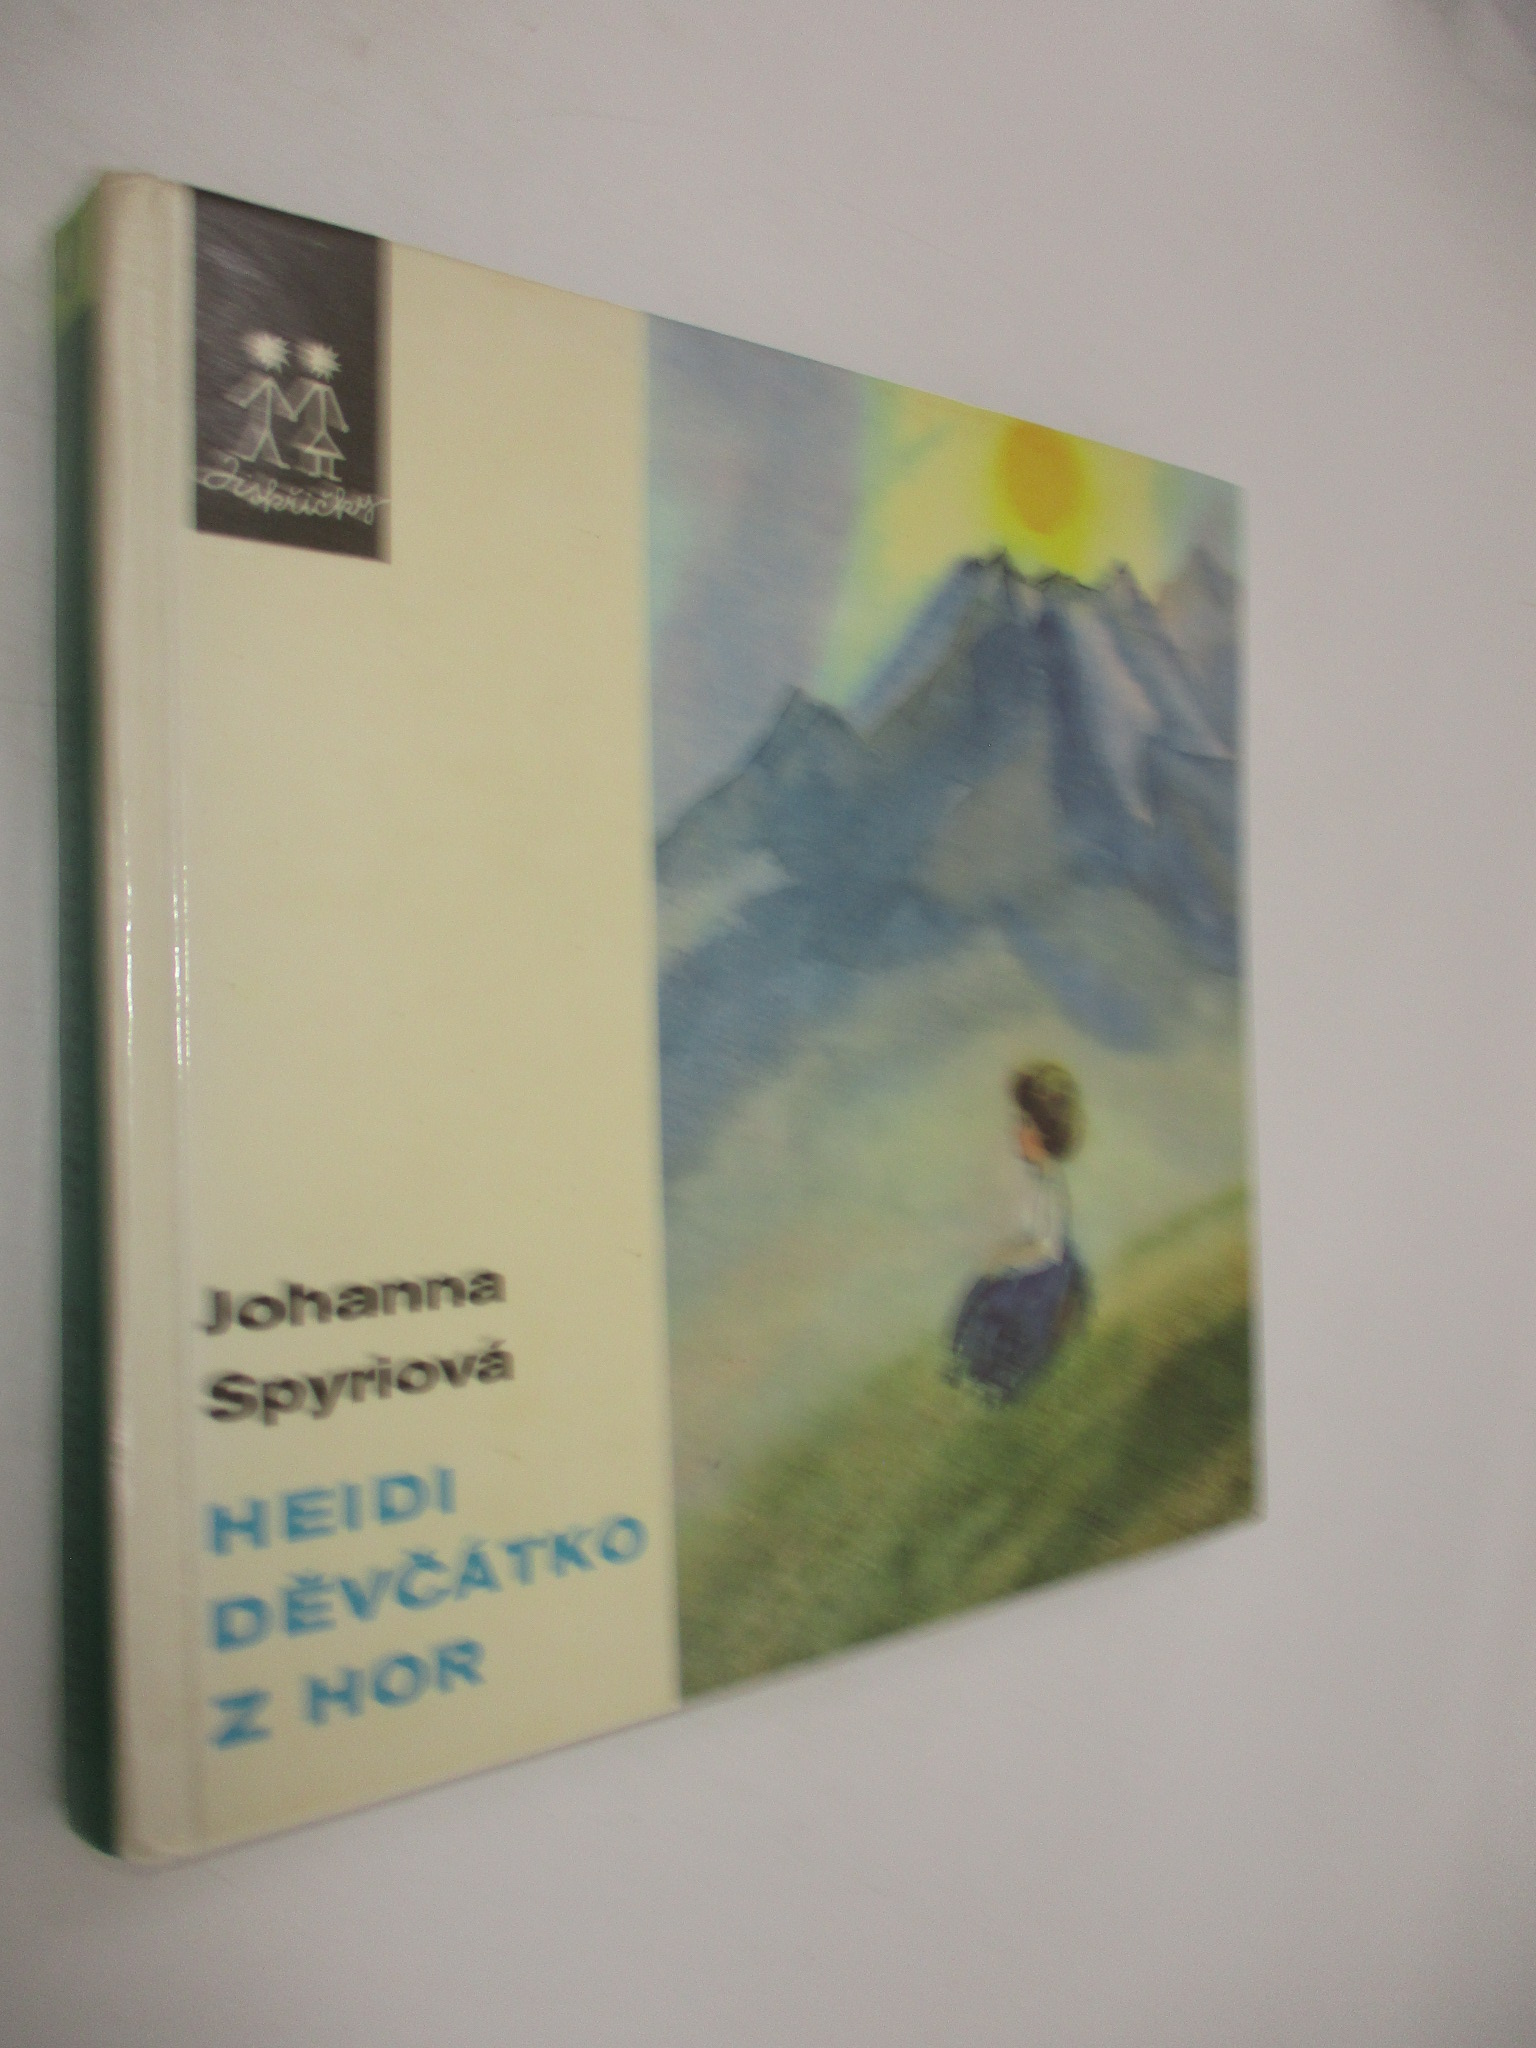 Jiskřičky
Johanna
Spyriová
HEIDI
DĚVČÁTKO
Z HOR